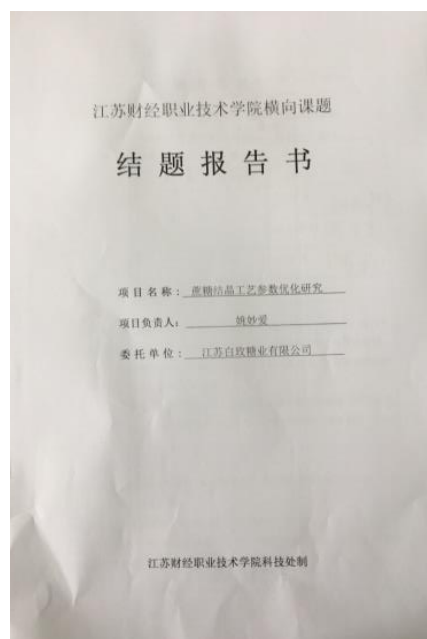 江苏财经职业技术学院横向课题
结题报告书
项目名称：蔗糖结晶工艺参数优化研究
项目负责人：姚妙爱
委托单位：江苏白玫糖业有限公司
江苏财经职业技术学院科技处制